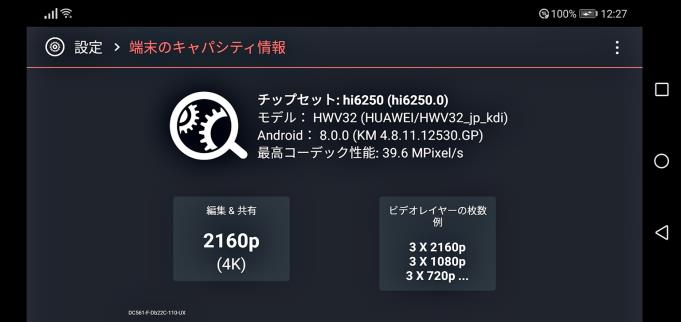 100% 12:27
設定 > 端末のキャパシティ情報
チップセット: hi6250 (hi6250.0)
モデル： HWV32 (HUAWEI/HWV32_jp_kdi)
Android： 8.0.0 (KM 4.8.11.12530.GP)
最高コーデック性能: 39.6 MPixel/s
編集 & 共有
2160p
(4K)
ビデオレイヤーの枚数
例
3 X 2160p
3 X 1080p
3 X 720p ...
DC561-F-Db22C-110-UX